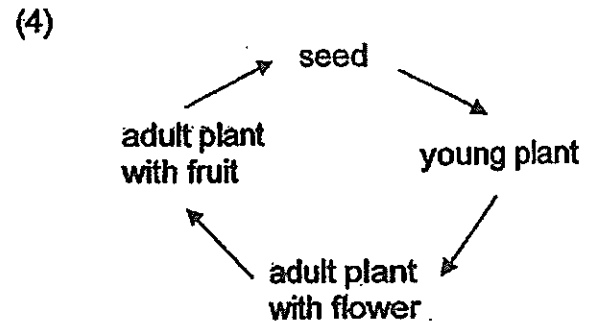 (4)
seed
adult plant
with fruit
young plant
adult plant
with flower